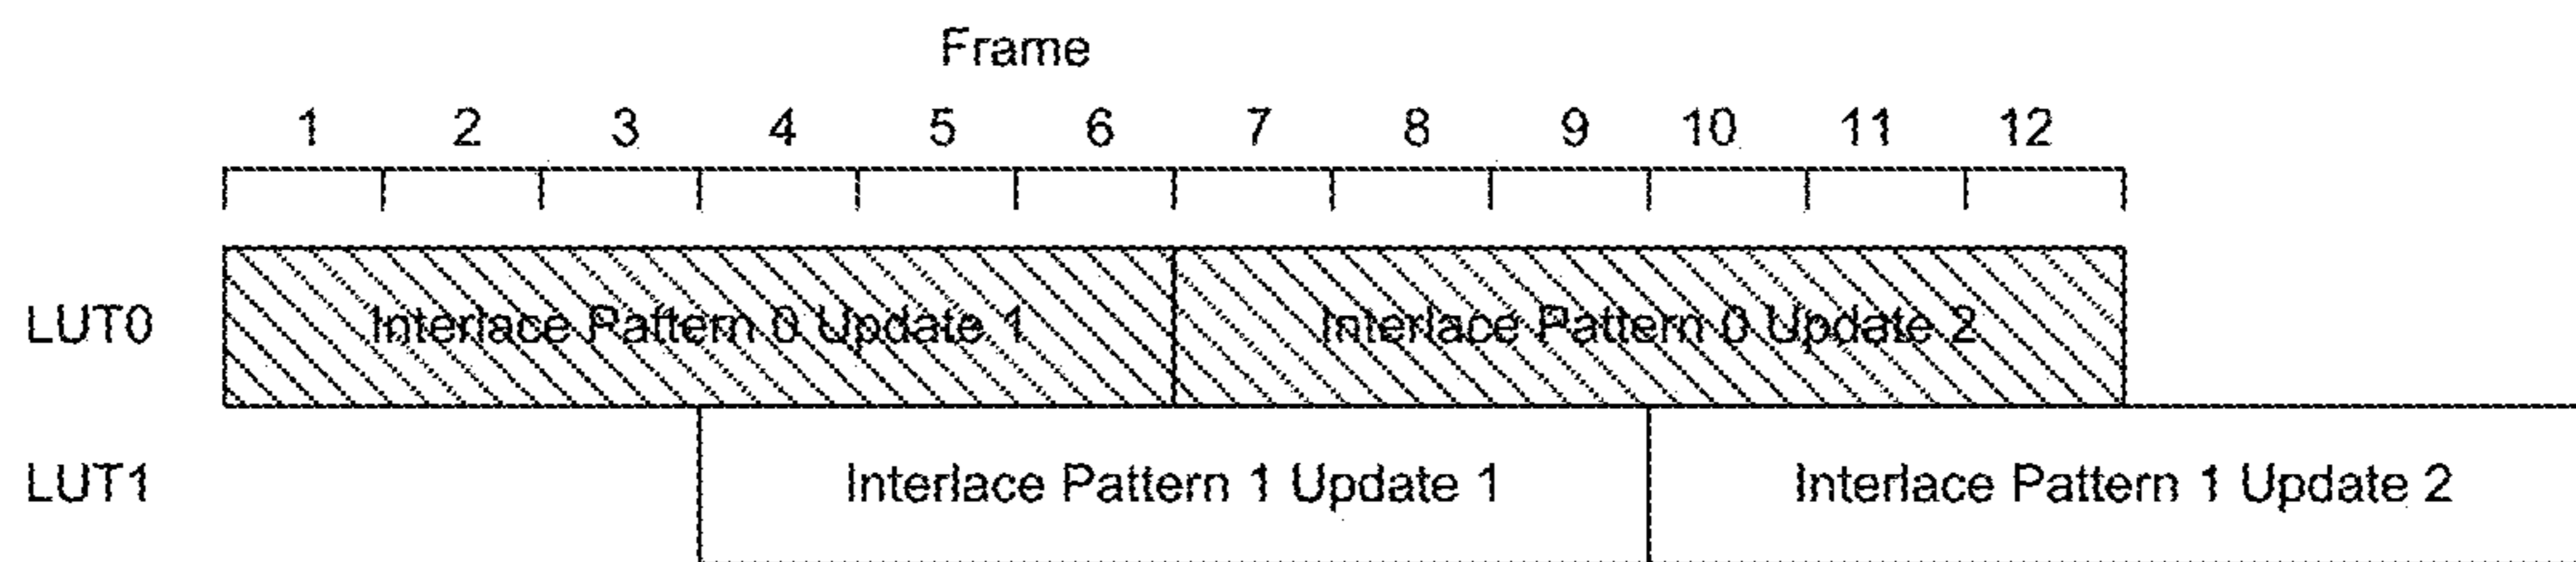 Frame
1 2 3 4 5 6 7 8 9 10 11 12
LUT0 Interlace Pattern 0 Update 1 Interlace Pattern 0 Update 2
LUT1 Interlace Pattern 1 Update 1 Interlace Pattern 1 Update 2